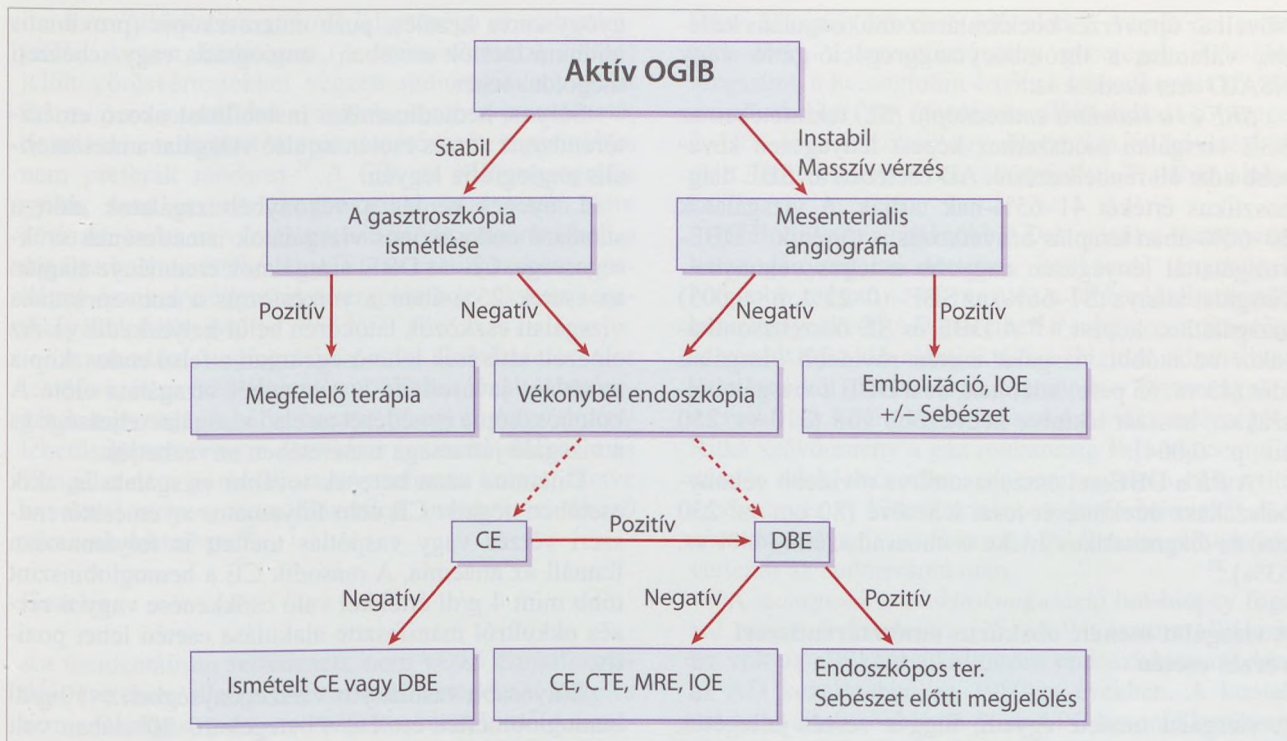 Aktív OGIB
Stabil
Instabil
Masszív vérzés
A gasztroszkópia
ismétlése
Mesenterialis
angiográfia
Pozitív
Negatív
Negatív
Pozitív
Megfelelő terápia
Vékonybél endoszkópia
Embolizáció, IOE
+/– Sebészet
CE
Pozitív
DBE
Negatív
Negatív
Pozitív
Ismételt CE vagy DBE
CE, CTE, MRE, IOE
Endoszkópos ter.
Sebészet előtti megjelölés